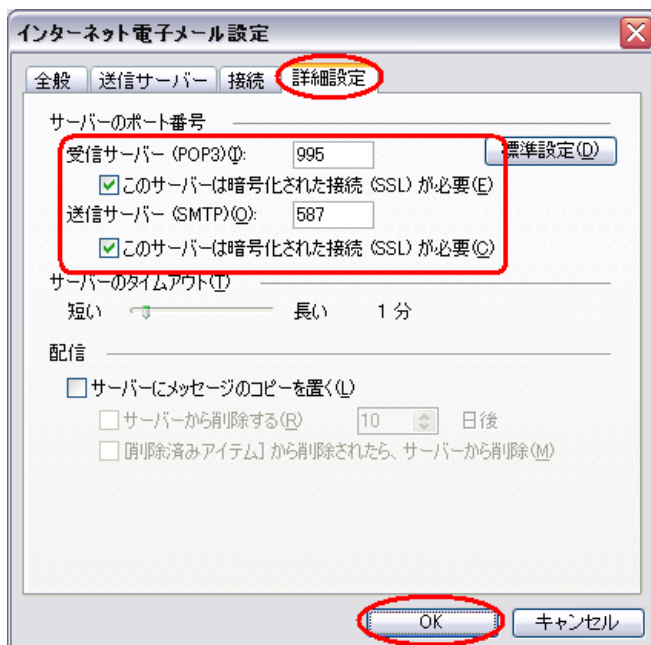 インターネット電子メール設定
全般 送信サーバー 接続 詳細設定
サーバーのポート番号
受信サーバー (POP3)(I): 995 標準設定(D)
このサーバーは暗号化された接続 (SSL) が必要(E)
送信サーバー (SMTP)(O): 587
このサーバーは暗号化された接続 (SSL) が必要(C)
サーバーのタイムアウト(T)
短い 長い 1 分
配信
サーバーにメッセージのコピーを置く(L)
サーバーから削除する(R) 10 日後
[削除済みアイテム] から削除されたら、サーバーから削除(M)
OK キャンセル